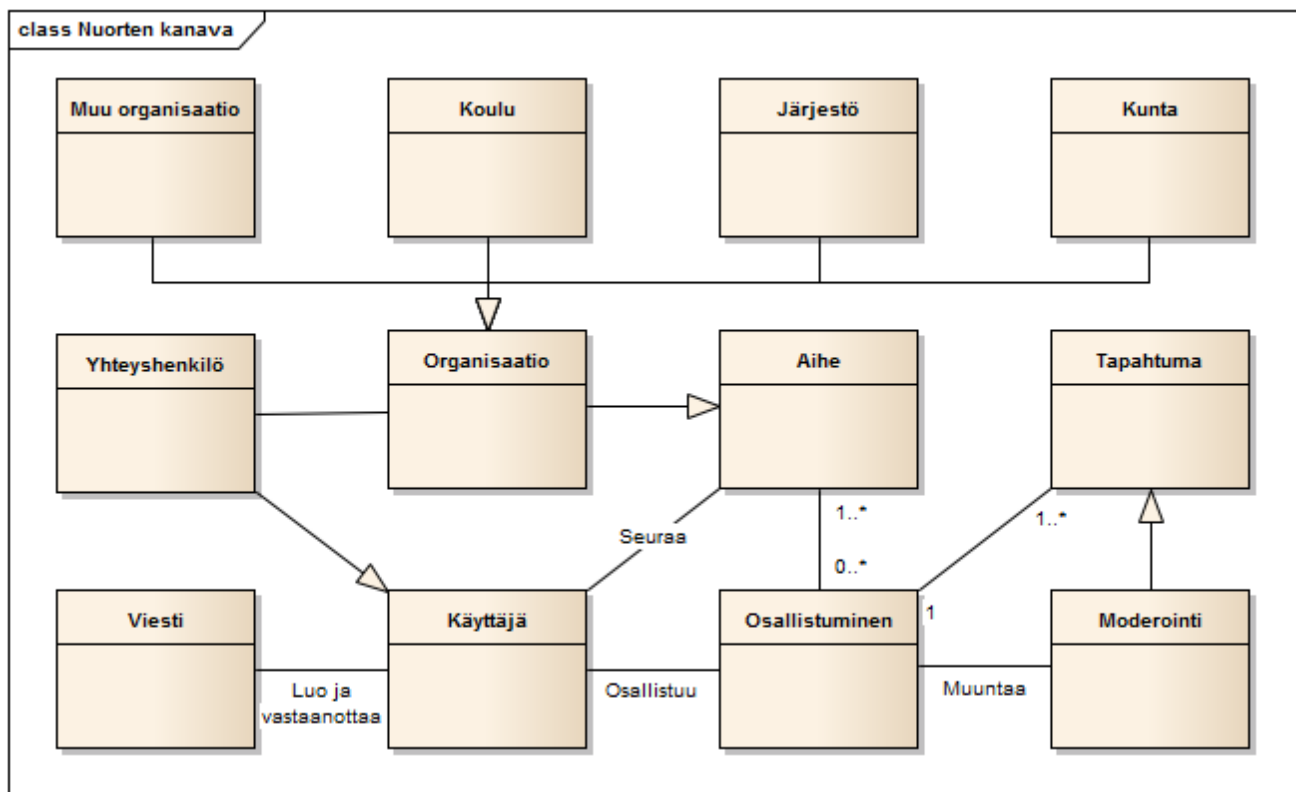 class Nuorten kanava
Muu organisaatio
Koulu
Järjestö
Kunta
Yhteyshenkilö
Organisaatio
Aihe
Tapahtuma
Seuraa
1..*
0..*
1..*
1
Viesti
Käyttäjä
Osallistuminen
Moderointi
Luo ja
vastaanottaa
Osallistuu
Muuntaa